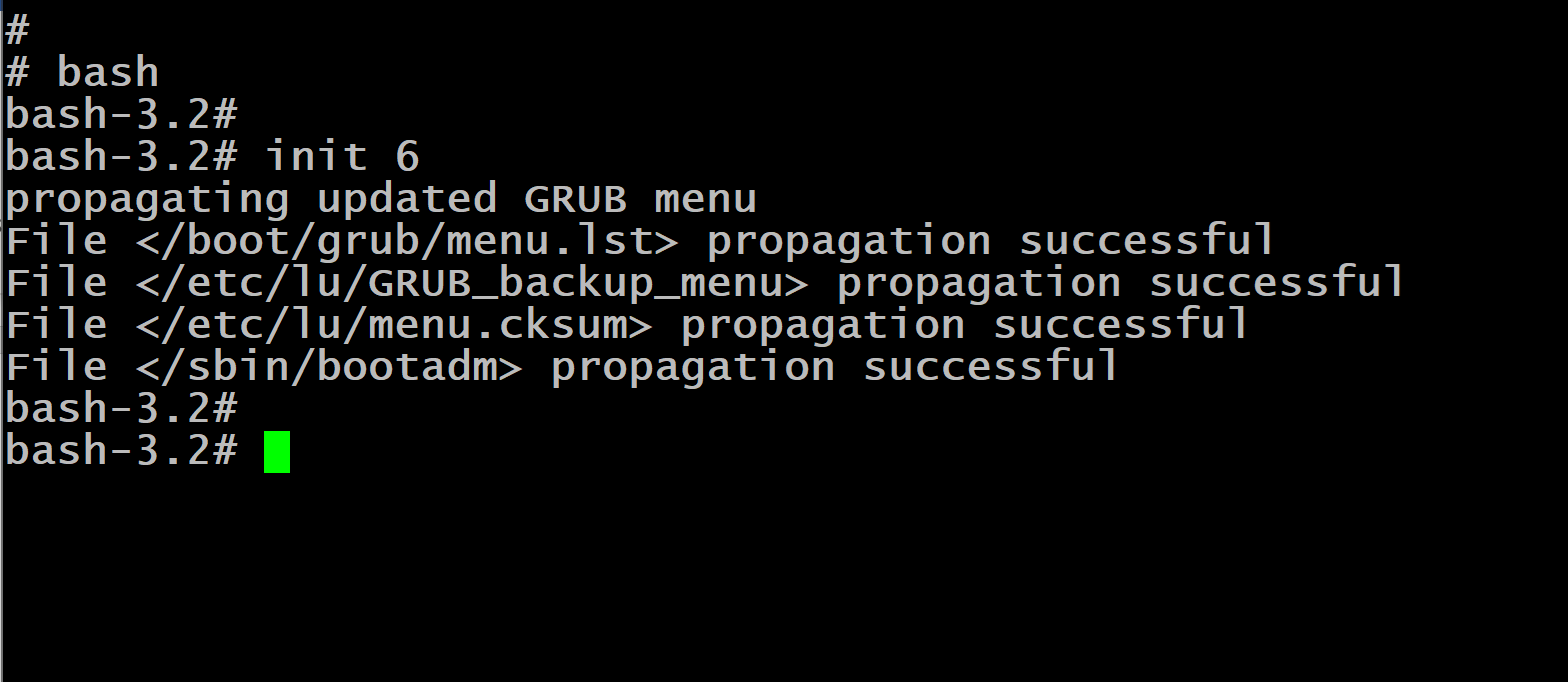 #
# bash
bash-3.2#
bash-3.2# init 6
propagating updated GRUB menu
File </boot/grub/menu.lst> propagation successful
File </etc/lu/GRUB_backup_menu> propagation successful
File </etc/lu/menu.cksum> propagation successful
File </sbin/bootadm> propagation successful
bash-3.2#
bash-3.2#